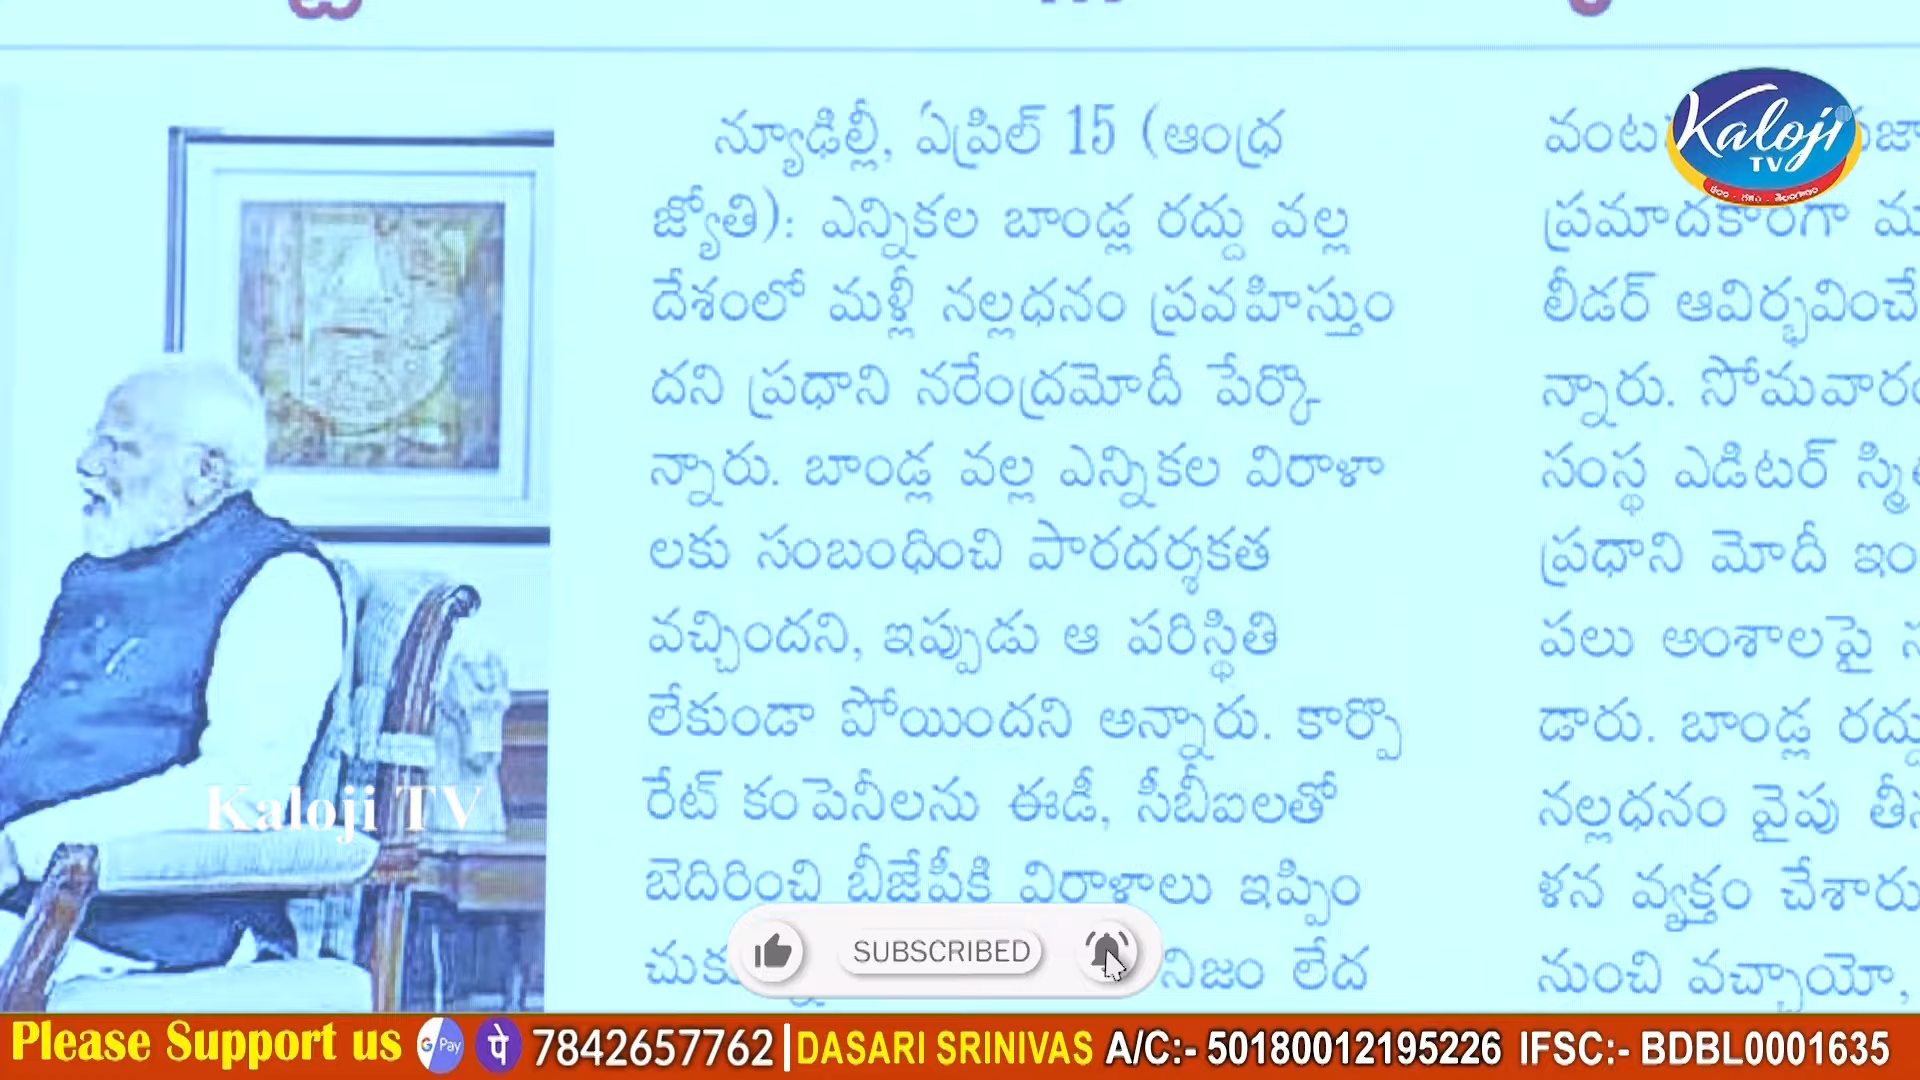 న్యూఢిల్లీ, ఏప్రిల్ 15 (ఆంధ్ర
జ్యోతి): ఎన్నికల బాండ్ల రద్దు వల్ల
దేశంలో మళ్లీ నల్లధనం ప్రవహిస్తుం
దని ప్రధాని నరేంద్రమోదీ పేర్కొ
న్నారు. బాండ్ల వల్ల ఎన్నికల విరాళా
లకు సంబంధించి పారదర్శకత
వచ్చిందని, ఇప్పుడు ఆ పరిస్థితి
లేకుండా పోయిందని అన్నారు. కార్పొ
రేట్ కంపెనీలను ఈడీ, సీబీఐలతో
బెదిరించి బీజేపీకి విరాళాలు ఇప్పిం
నిజం లేద
ప్రమాదకారిగా
లీడర్ ఆవిర్భవించే
న్నారు. సోమవారం
సంస్థ ఎడిటర్
ప్రధాని మోదీ
పలు అంశాలపై
డారు. బాండ్ల రద్దు
నల్లధనం వైపు
ళన వ్యక్తం చేశారు
నుంచి వచ్చాయో,
Kaloji
TV
Kaloji TV
SUBSCRIBED
Please Support us G Pay पे 7842657762 | DASARI SRINIVAS A/C:- 50180012195226 IFSC:- BDBL0001635